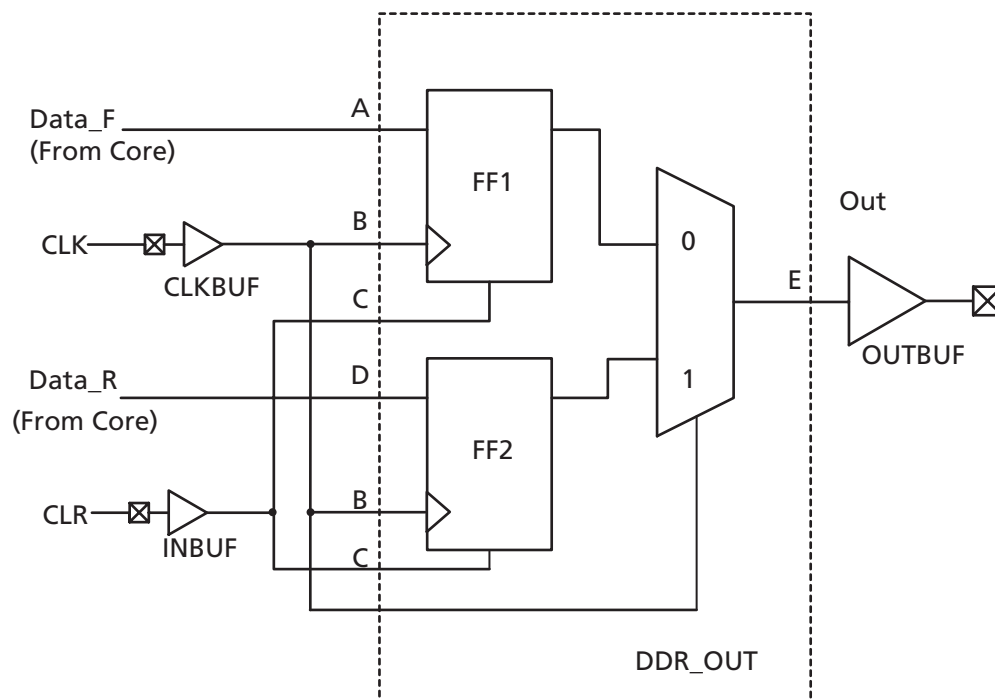 A
Data_F
(From Core)
FF1
Out
B
CLK
0
CLKBUF
E
C
OUTBUF
D
Data_R
1
(From Core)
FF2
B
CLR
INBUF
C
DDR_OUT